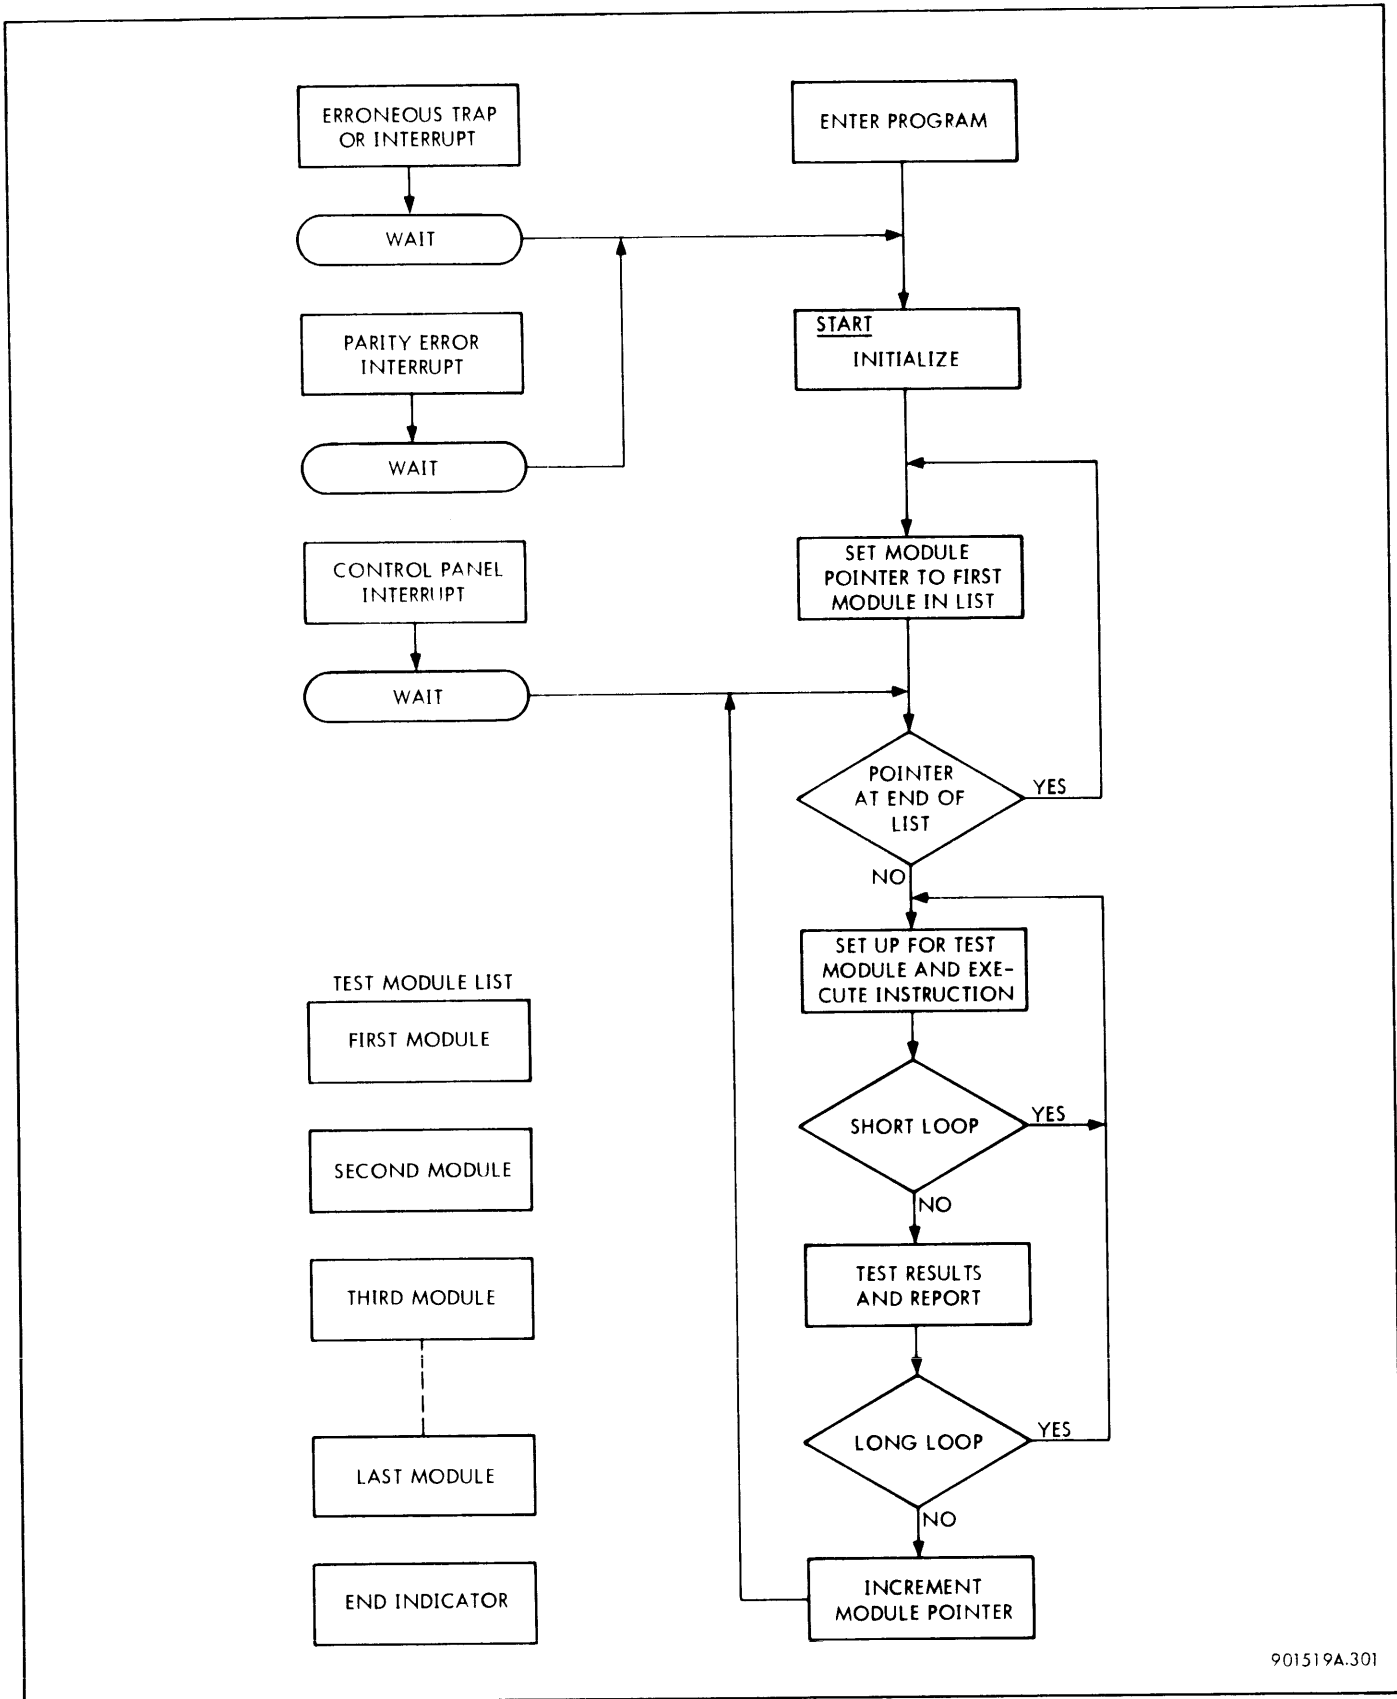 ERRONEOUS TRAP
OR INTERRUPT
WAIT
PARITY ERROR
INTERRUPT
WAIT
CONTROL PANEL
INTERRUPT
WAIT
ENTER PROGRAM
START
INITIALIZE
SET MODULE
POINTER TO FIRST
MODULE IN LIST
POINTER
AT END OF
LIST
YES
NO
SET UP FOR TEST
MODULE AND EXE-
CUTE INSTRUCTION
SHORT LOOP
YES
NO
TEST RESULTS
AND REPORT
LONG LOOP
YES
NO
INCREMENT
MODULE POINTER
TEST MODULE LIST
FIRST MODULE
SECOND MODULE
THIRD MODULE
LAST MODULE
END INDICATOR
901519A.301